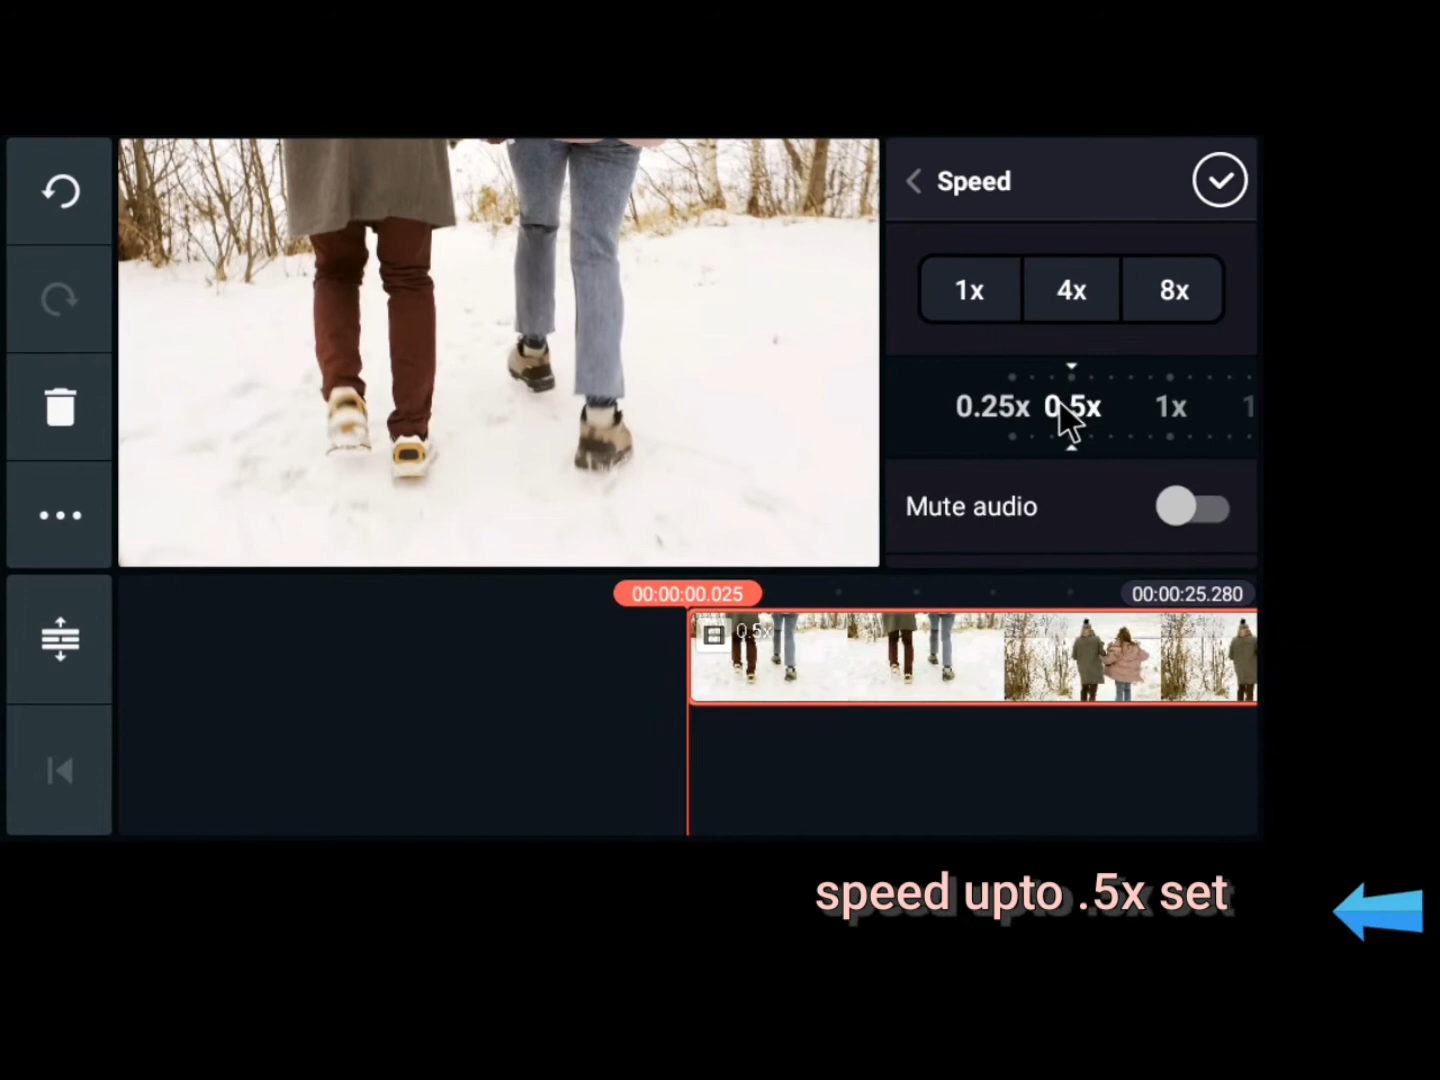 Speed
1x 4x 8x
0.25x 0.5x 1x 1
Mute audio
00:00:00.025 00:00:25.280
0.5x
speed upto .5x set